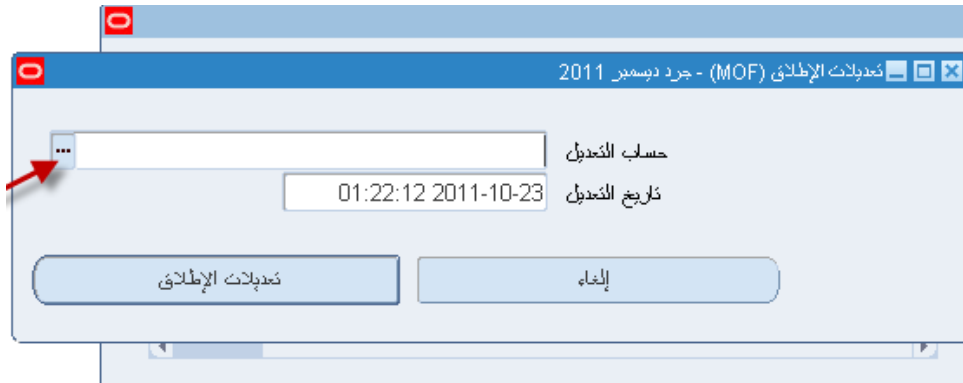 تعديلات الإطلاق (MOF) - جرد ديسمبر 2011
حساب التعديل
...
تاريخ التعديل
01:22:12 2011-10-23
إلغاء
تعديلات الإطلاق